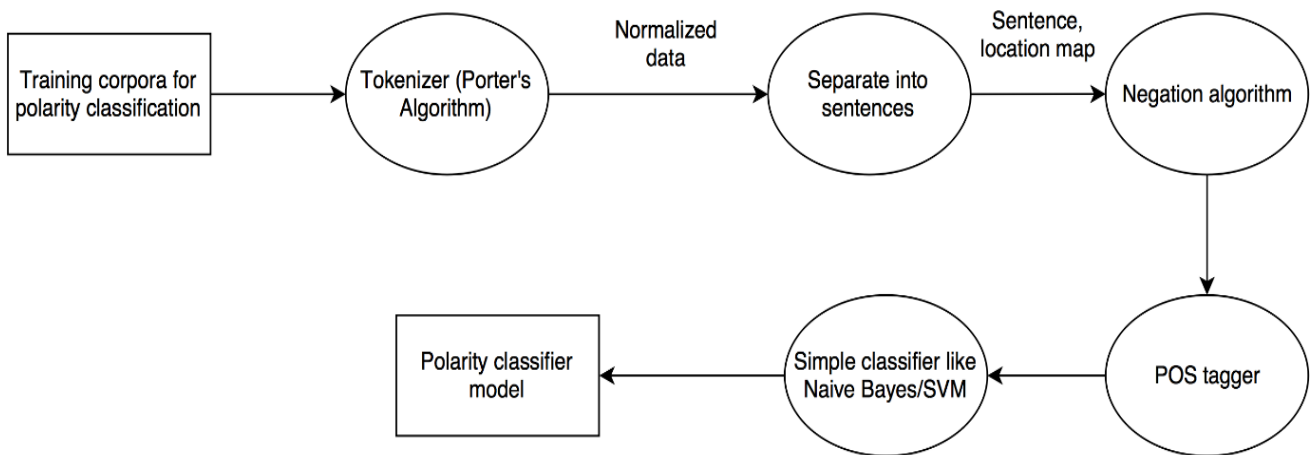 Training corpora for
polarity classification
Tokenizer (Porter's
Algorithm)
Normalized
data
Separate into
sentences
Sentence,
location map
Negation algorithm
POS tagger
Simple classifier like
Naive Bayes/SVM
Polarity classifier
model